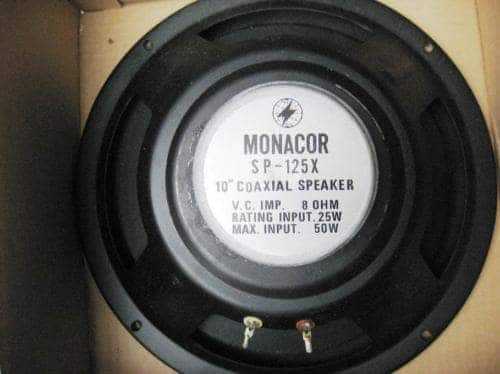 MONACOR
SP-125X
10" COAXIAL SPEAKER
V.C. IMP. 8 OHM
RATING INPUT. 25W
MAX. INPUT. 50W